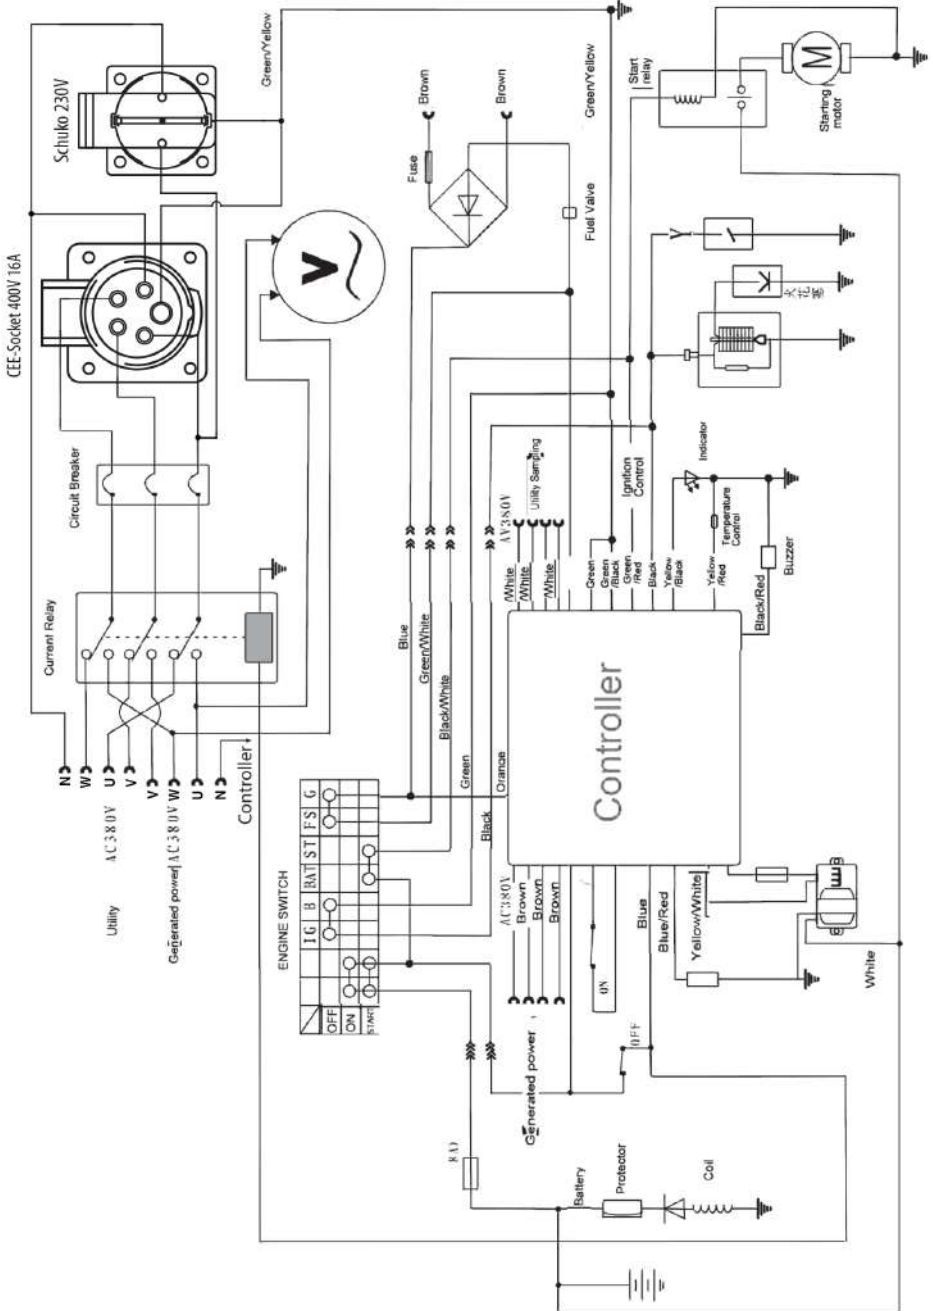 CEE-Socket 400V 16A
Schuko 230V
Green/Yellow
Circuit Breaker
Current Relay
N
W
U
V
V
W
U
N
AC380V
AC380V
Utility
Generated power
Controller
V
Brown
Brown
Fuse
Green/Yellow
Fuel Valve
Start
relay
M
Starting
motor
火花塞
Blue
Green/White
Black/White
Green
Black
Orange
AV380V
Utility Sampling
/White
/White
/White
Green
Green
/Black
Green
/Red
Black
Yellow
/Black
Yellow
/Red
Black/Red
Ignition
Control
Indicator
Temperature
Control
Buzzer
ENGINE SWITCH
IG
B
BAT
ST
FS
G
OFF
ON
START
Controller
AC380V
Brown
Brown
Brown
Generated power
ON
OFF
Blue
Blue/Red
Yellow/White
White
Battery
Protector
Coil